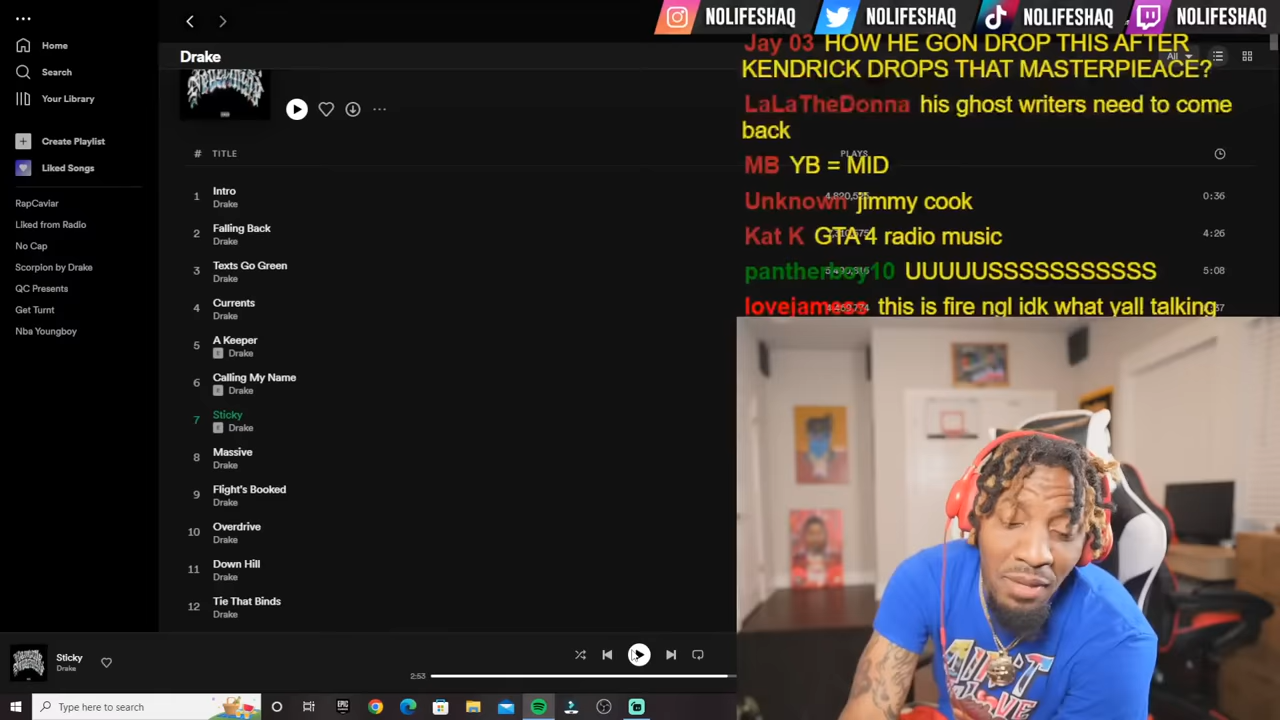 NOLIFESHAQ
NOLIFESHAQ
NOLIFESHAQ
NOLIFESHAQ
Home
Search
Your Library
Create Playlist
Liked Songs
RapCaviar
Liked from Radio
No Cap
Scorpion by Drake
QC Presents
Get Turnt
Nba Youngboy
Drake
All
# TITLE
PLAYS
1 Intro
Drake
0:36
2 Falling Back
Drake
4:26
3 Texts Go Green
Drake
5:08
4 Currents
Drake
5 A Keeper
E Drake
6 Calling My Name
E Drake
7 Sticky
E Drake
8 Massive
Drake
9 Flight's Booked
Drake
10 Overdrive
Drake
11 Down Hill
Drake
12 Tie That Binds
Drake
Jay 03 HOW HE GON DROP THIS AFTER
KENDRICK DROPS THAT MASTERPIEACE?
LaLaTheDonna his ghost writers need to come
back
MB YB = MID
Unknown jimmy cook
Kat K GTA 4 radio music
pantherboy10 UUUUUSSSSSSSSSSS
this is fire ngl idk what yall talking
Sticky
Drake
2:53
Type here to search
EPIC